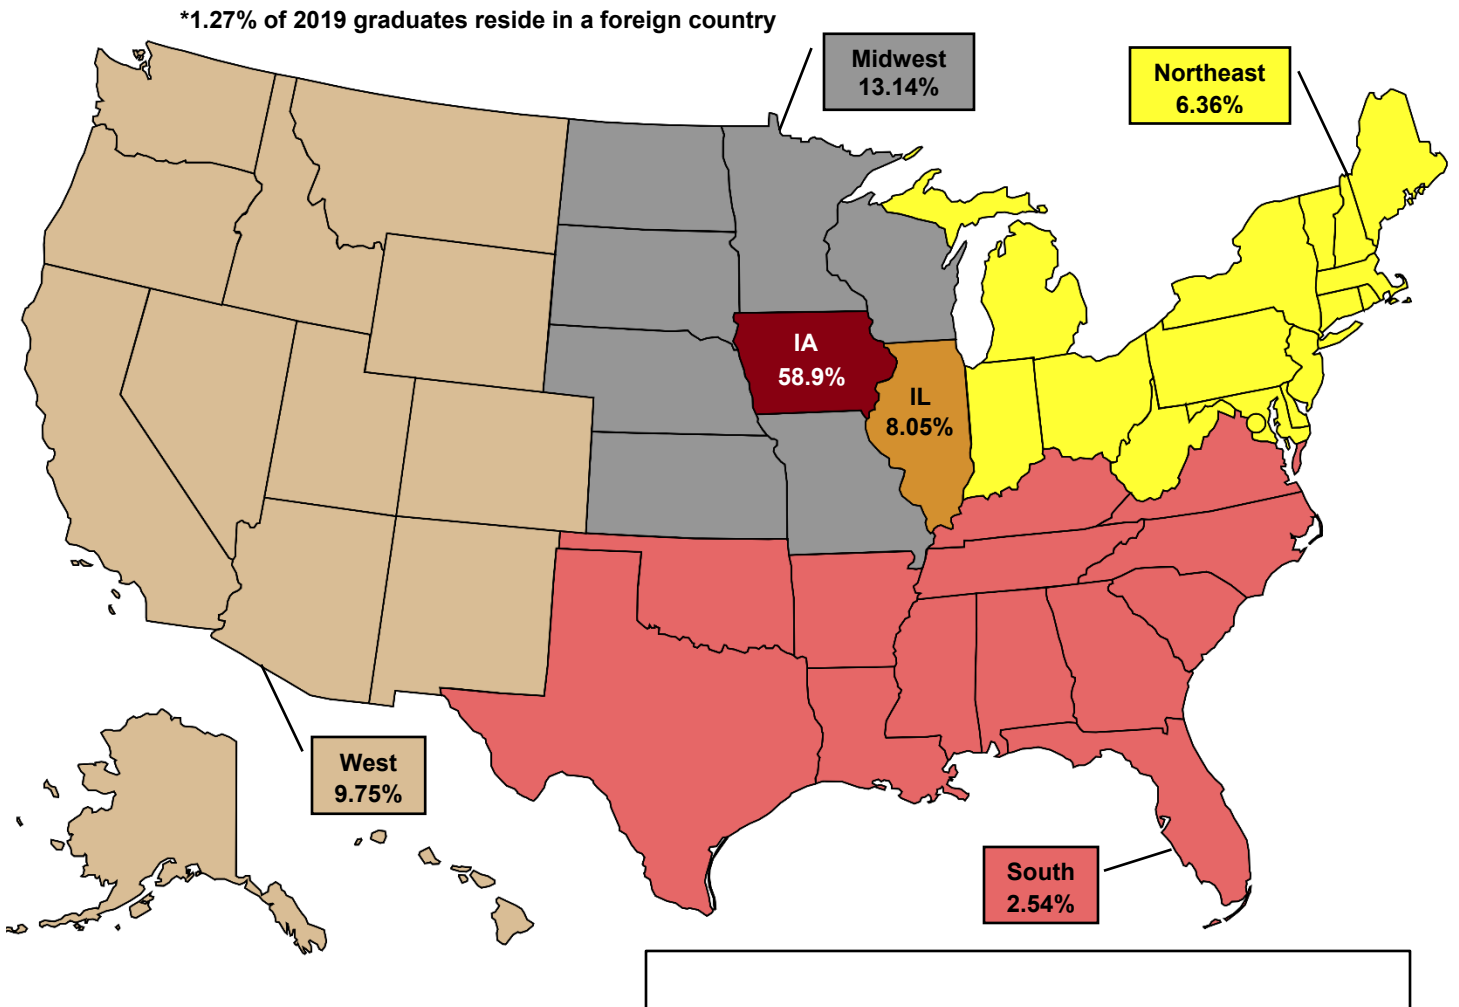 *1.27% of 2019 graduates reside in a foreign country
Midwest
13.14%
Northeast
6.36%
IA
58.9%
IL
8.05%
West
9.75%
South
2.54%